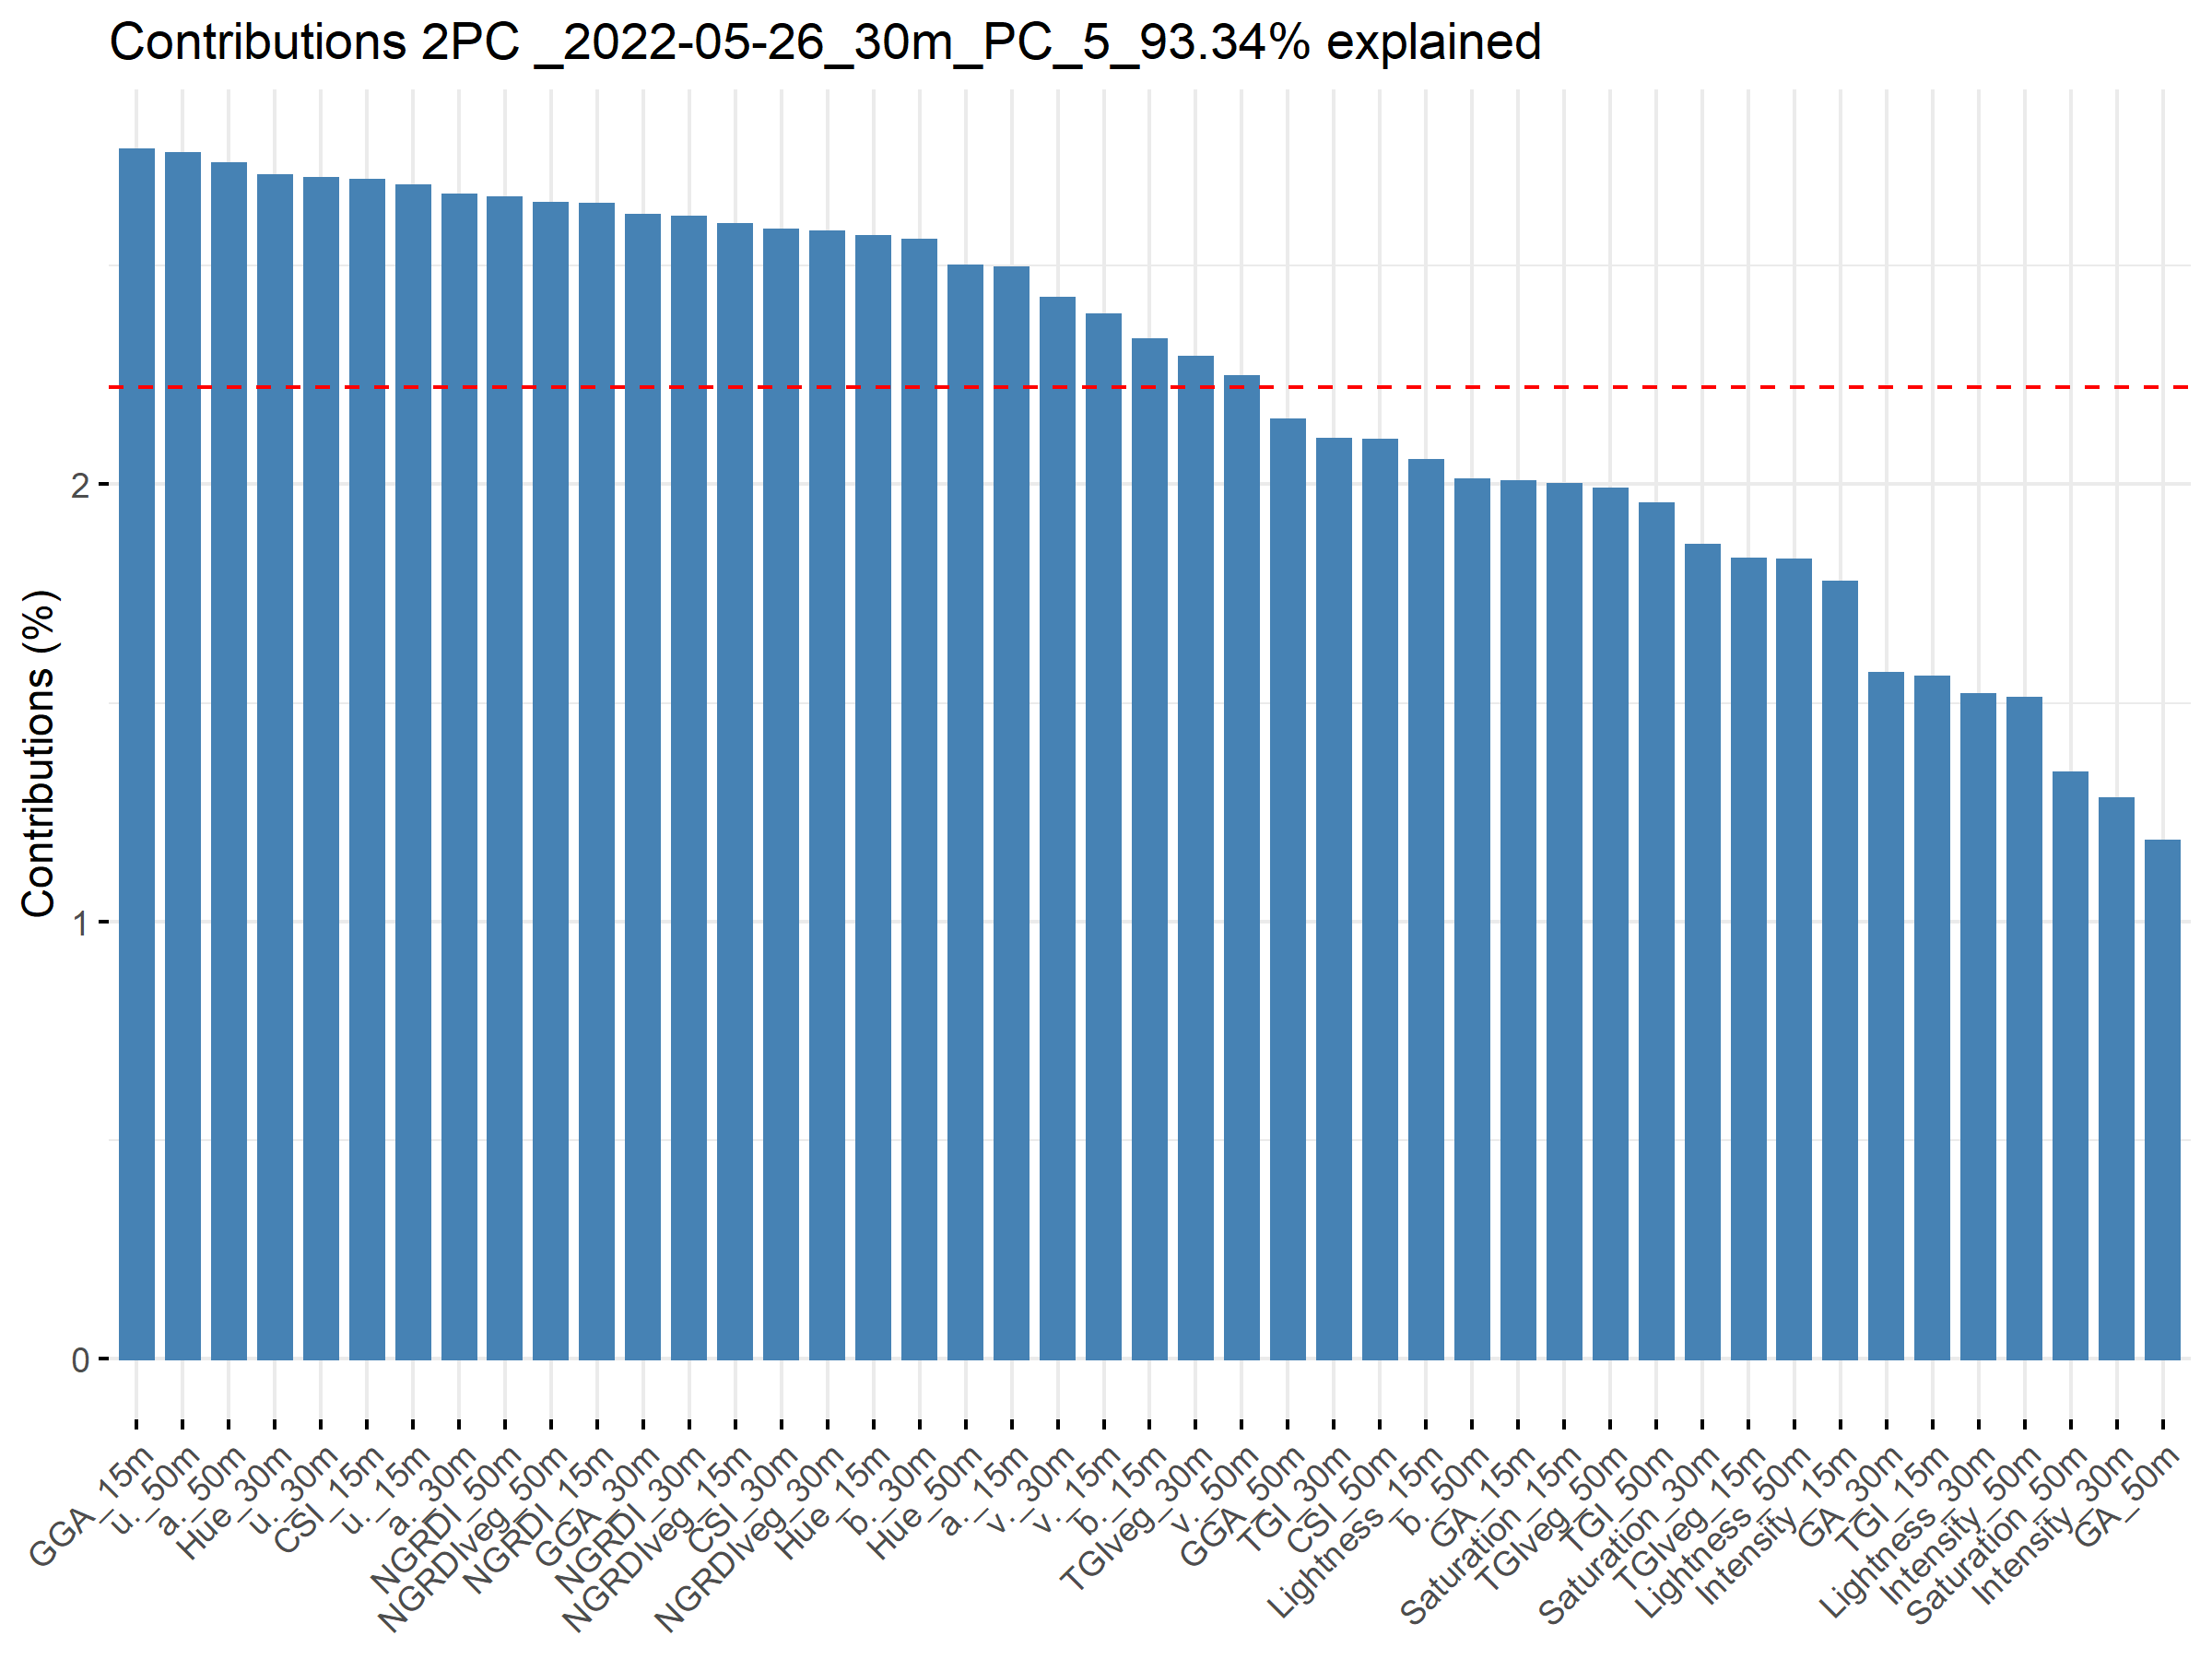 Contributions 2PC _2022-05-26_30m_PC_5_93.34% explained
Contributions (%)
2
1
0
GGA_15m
u._50m
a._50m
Hue_30m
u._30m
CSI_15m
u._15m
a._30m
NGRDI_50m
NGRDIveg_50m
NGRDI_15m
GGA_30m
NGRDI_30m
NGRDIveg_15m
CSI_30m
NGRDIveg_30m
Hue_15m
b._30m
Hue_50m
a._15m
v._30m
v._15m
b._15m
TGIveg_30m
v._50m
GGA_50m
TGI_30m
CSI_50m
Lightness_15m
b._50m
GA_15m
Saturation_15m
TGIveg_50m
TGI_50m
Saturation_30m
TGIveg_15m
Lightness_50m
Intensity_15m
GA_30m
TGI_15m
Lightness_30m
Intensity_50m
Saturation_50m
Intensity_30m
GA_50m